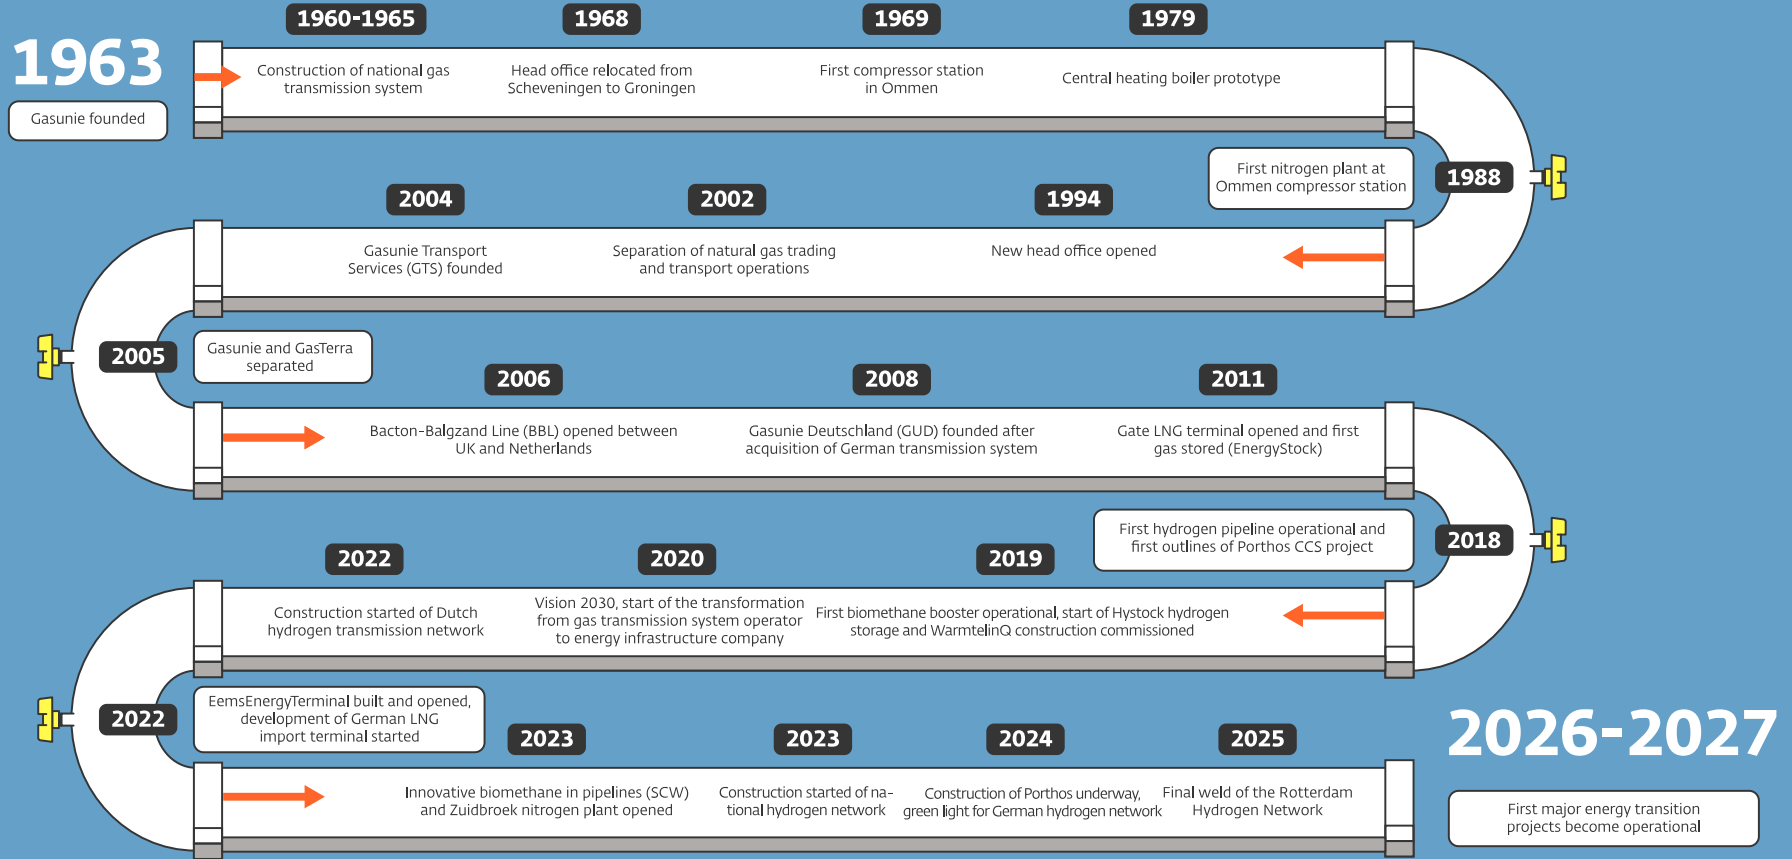 1963
Gasunie founded
1960-1965
Construction of national gas
transmission system
1968
Head office relocated from
Scheveningen to Groningen
1969
First compressor station
in Ommen
1979
Central heating boiler prototype
1988
First nitrogen plant at
Ommen compressor station
1994
New head office opened
2002
Separation of natural gas trading
and transport operations
2004
Gasunie Transport
Services (GTS) founded
2005
Gasunie and GasTerra
separated
2006
Bacton-Balgzand Line (BBL) opened between
UK and Netherlands
2008
Gasunie Deutschland (GUD) founded after
acquisition of German transmission system
2011
Gate LNG terminal opened and first
gas stored (EnergyStock)
2018
First hydrogen pipeline operational and
first outlines of Porthos CCS project
2019
First biomethane booster operational, start of Hystock hydrogen
storage and WarmtelinQ construction commissioned
2020
Vision 2030, start of the transformation
from gas transmission system operator
to energy infrastructure company
2022
Construction started of Dutch
hydrogen transmission network
2022
EemsEnergyTerminal built and opened,
development of German LNG
import terminal started
2023
Innovative biomethane in pipelines (SCW)
and Zuidbroek nitrogen plant opened
2023
Construction started of na-
tional hydrogen network
2024
Construction of Porthos underway,
green light for German hydrogen network
2025
Final weld of the Rotterdam
Hydrogen Network
2026-2027
First major energy transition
projects become operational